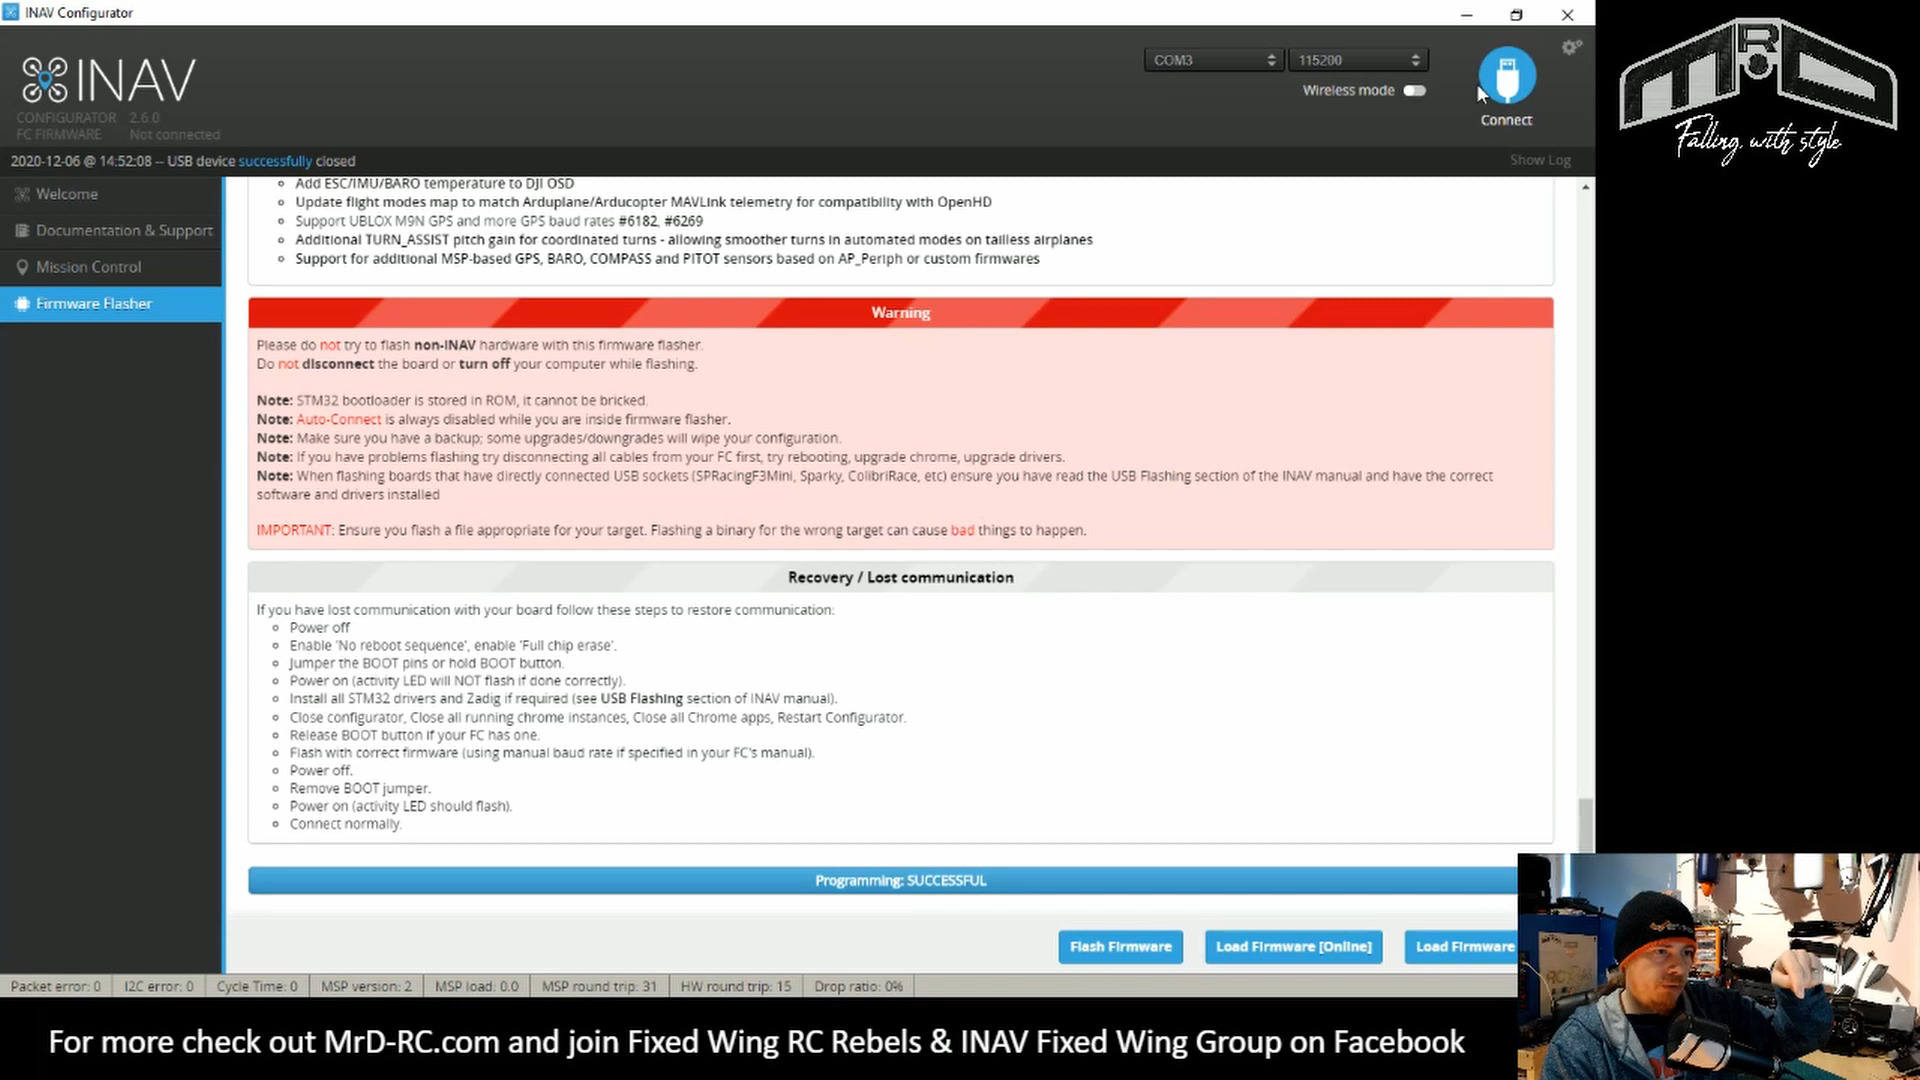 INAV Configurator
INAV
CONFIGURATOR 2.6.0
FC FIRMWARE Not connected
COM3
115200
Wireless mode
Connect
2020-12-06 @ 14:52:08 -- USB device successfully closed
Show Log
Welcome
Documentation & Support
Mission Control
Firmware Flasher
Add ESC/IMU/BARO temperature to DJI OSD
Update flight modes map to match Arduplane/Arducopter MAVLink telemetry for compatibility with OpenHD
Support UBLOX M9N GPS and more GPS baud rates #6182, #6269
Additional TURN_ASSIST pitch gain for coordinated turns - allowing smoother turns in automated modes on tailless airplanes
Support for additional MSP-based GPS, BARO, COMPASS and PITOT sensors based on AP_Periph or custom firmwares
Warning
Please do not try to flash non-INAV hardware with this firmware flasher.
Do not disconnect the board or turn off your computer while flashing.
Note: STM32 bootloader is stored in ROM, it cannot be bricked.
Note: Auto-Connect is always disabled while you are inside firmware flasher.
Note: Make sure you have a backup; some upgrades/downgrades will wipe your configuration.
Note: If you have problems flashing try disconnecting all cables from your FC first, try rebooting, upgrade chrome, upgrade drivers.
Note: When flashing boards that have directly connected USB sockets (SPRacingF3Mini, Sparky, ColibriRace, etc) ensure you have read the USB Flashing section of the INAV manual and have the correct
software and drivers installed
IMPORTANT: Ensure you flash a file appropriate for your target. Flashing a binary for the wrong target can cause bad things to happen.
Recovery / Lost communication
If you have lost communication with your board follow these steps to restore communication:
Power off
Enable 'No reboot sequence', enable 'Full chip erase'.
Jumper the BOOT pins or hold BOOT button.
Power on (activity LED will NOT flash if done correctly).
Install all STM32 drivers and Zadig if required (see USB Flashing section of INAV manual).
Close configurator, Close all running chrome instances, Close all Chrome apps, Restart Configurator.
Release BOOT button if your FC has one.
Flash with correct firmware (using manual baud rate if specified in your FC's manual).
Power off.
Remove BOOT jumper.
Power on (activity LED should flash).
Connect normally.
Programming: SUCCESSFUL
Flash Firmware
Load Firmware [Online]
Load Firmware
Packet error: 0
I2C error: 0
Cycle Time: 0
MSP version: 2
MSP load: 0.0
MSP round trip: 31
HW round trip: 15
Drop ratio: 0%
MRD
Falling with style
For more check out MrD-RC.com and join Fixed Wing RC Rebels & INAV Fixed Wing Group on Facebook